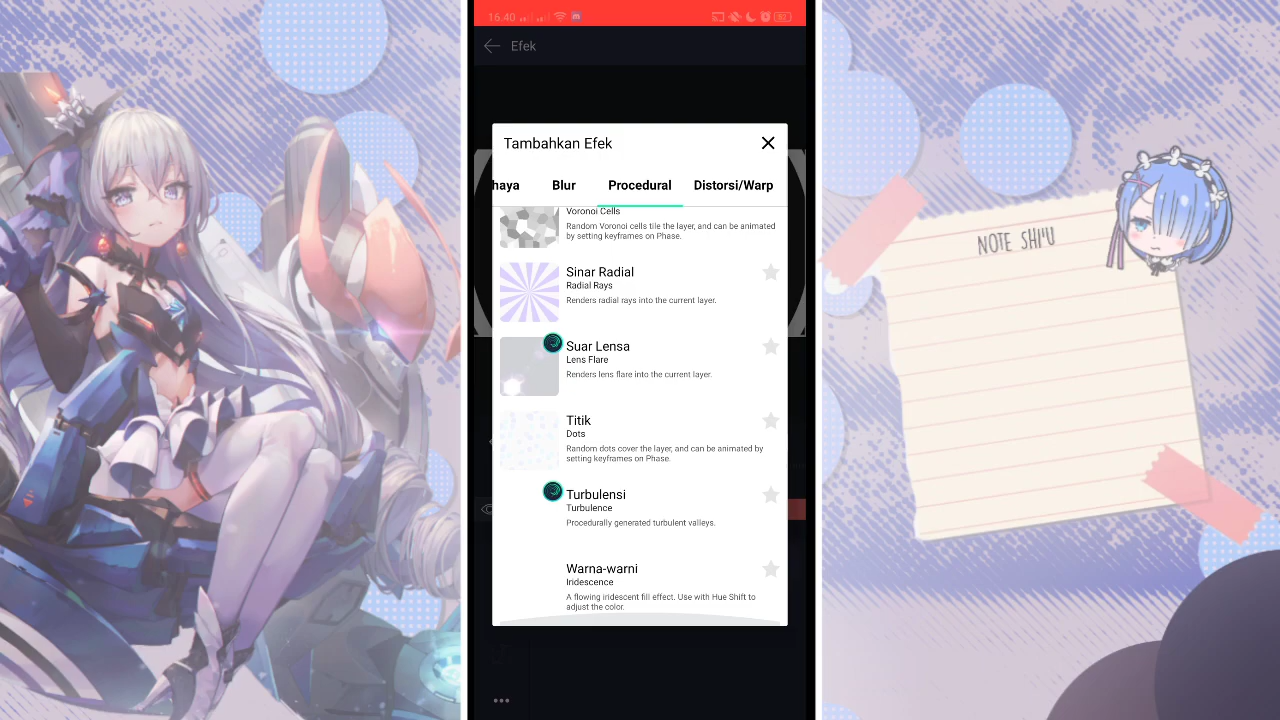 16.40
Efek
Tambahkan Efek
haya
Blur
Procedural
Distorsi/Warp
Voronoi Cells
Random Voronoi cells tile the layer, and can be animated
by setting keyframes on Phase.
Sinar Radial
Radial Rays
Renders radial rays into the current layer.
Suar Lensa
Lens Flare
Renders lens flare into the current layer.
Titik
Dots
Random dots cover the layer, and can be animated by
setting keyframes on Phase.
Turbulensi
Turbulence
Procedurally generated turbulent valleys.
Warna-warni
Iridescence
A flowing iridescent fill effect. Use with Hue Shift to
adjust the color.
NOTE SHI'U